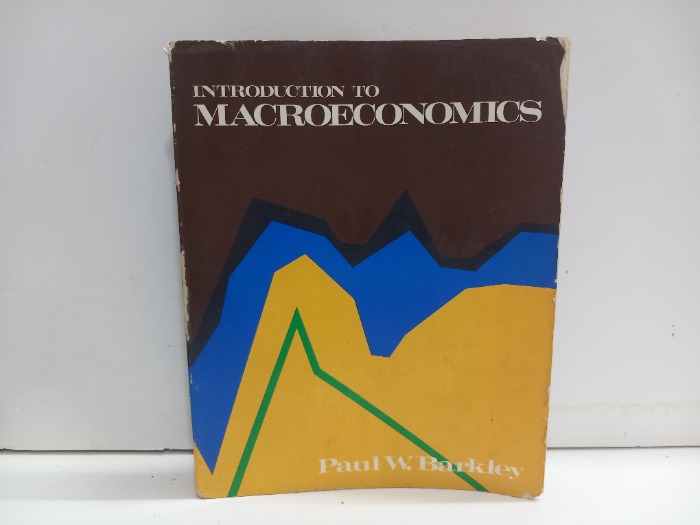 INTRODUCTION TO
MACROECONOMICS
Paul W. Barkley